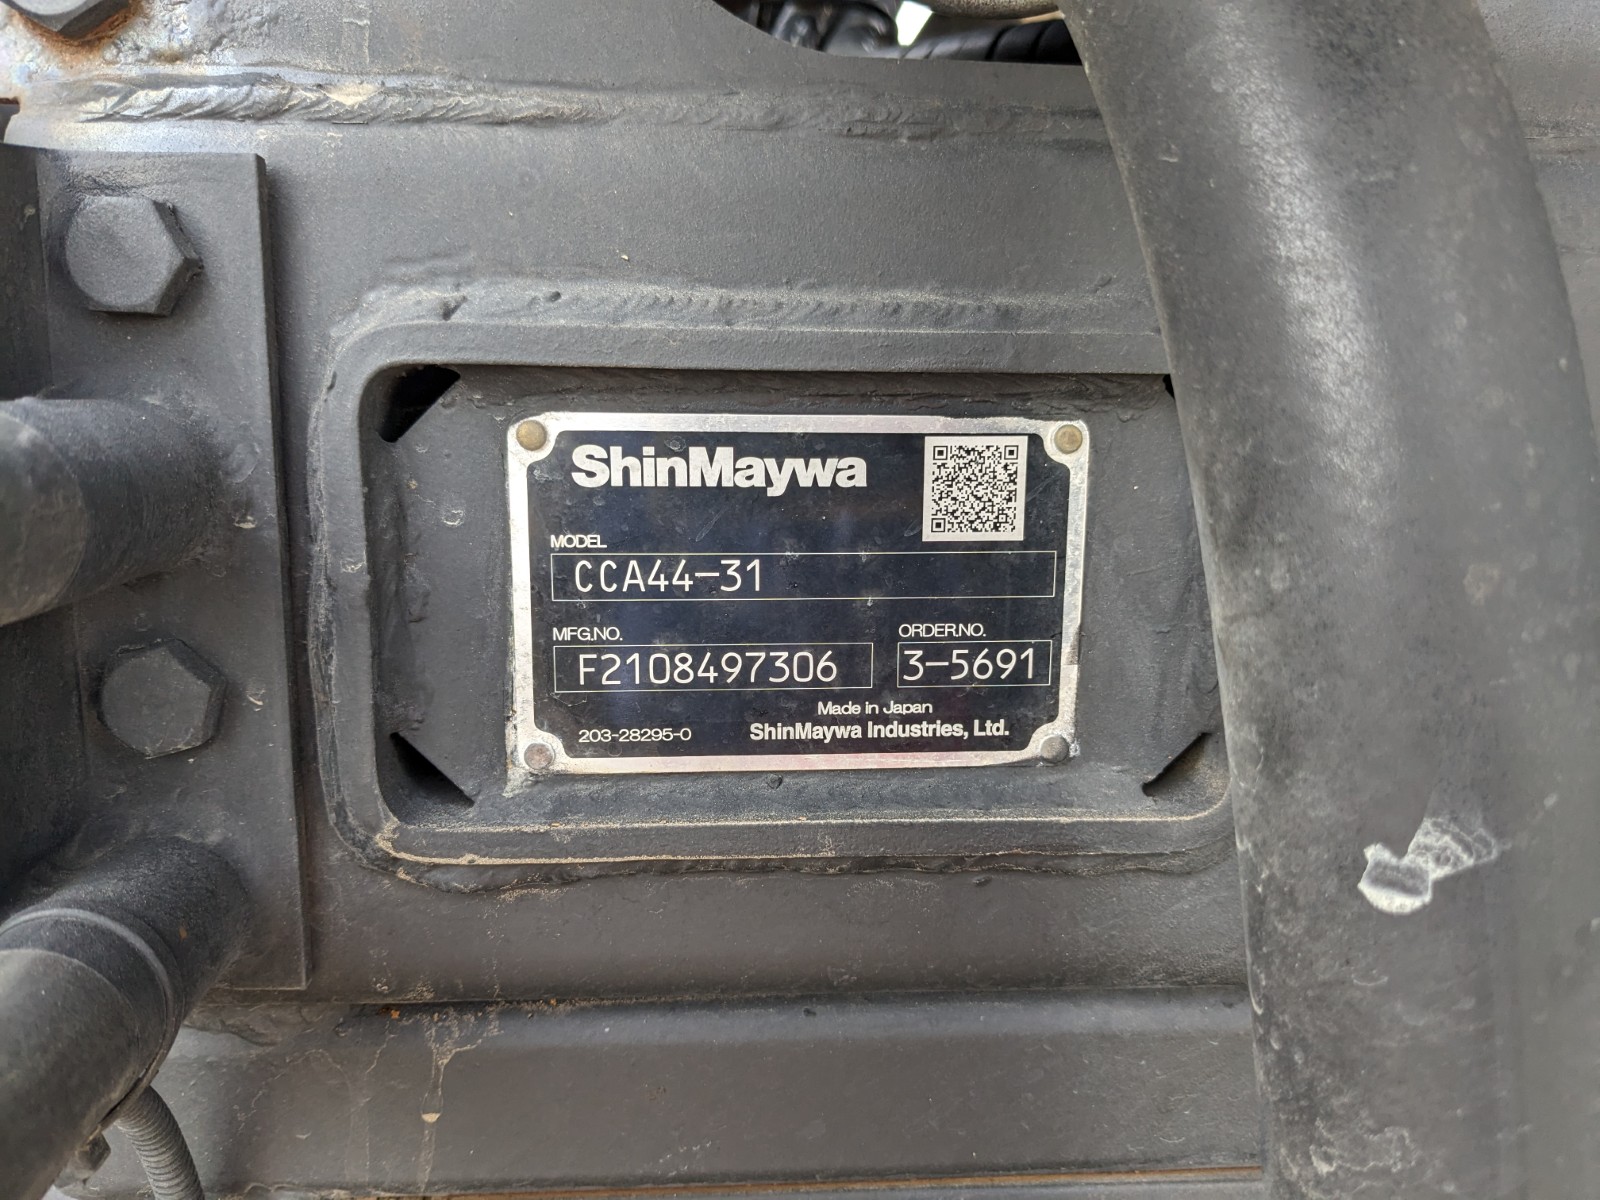 ShinMaywa
MODEL
CCA44-31
MFG.NO. ORDER.NO.
F2108497306 3-5691
Made in Japan
203-28295-0 ShinMaywa Industries, Ltd.